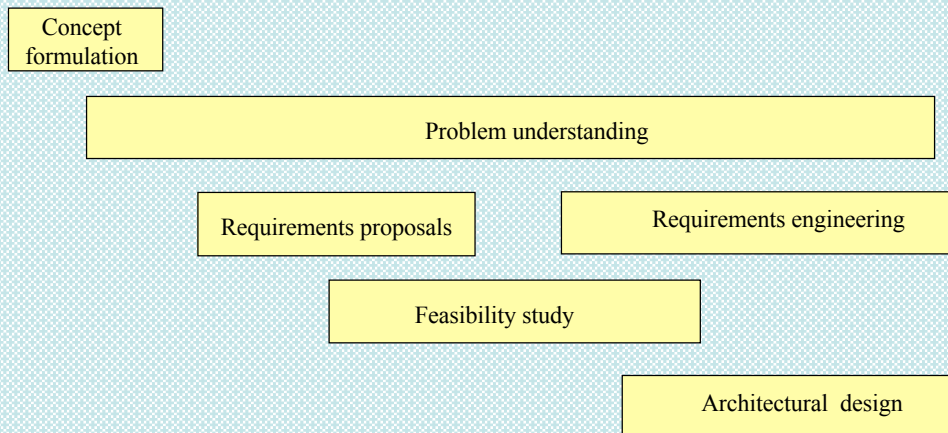 Concept
formulation
Problem understanding
Requirements proposals
Requirements engineering
Feasibility study
Architectural design